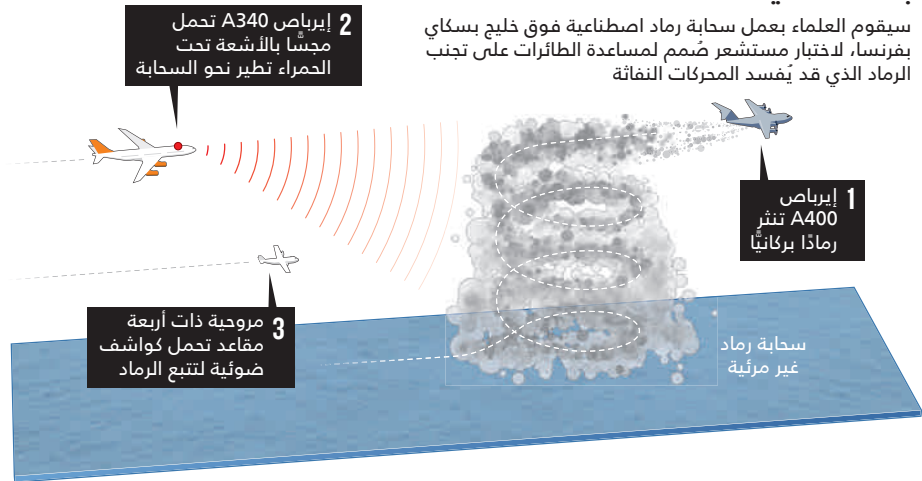 سيقوم العلماء بعمل سحابة رماد اصطناعية فوق خليج بسكاي
بفرنسا، لاختبار مستشعر صُمم لمساعدة الطائرات على تجنب
الرماد الذي قد يُفسد المحركات النفاثة
1 إيرباص
A400 تنثر
رمادًا بركانيًّا
2 إيرباص A340 تحمل
مجسًّا بالأشعة تحت
الحمراء تطير نحو السحابة
3 مروحية ذات أربعة
مقاعد تحمل كواشف
ضوئية لتتبع الرماد
سحابة رماد
غير مرئية